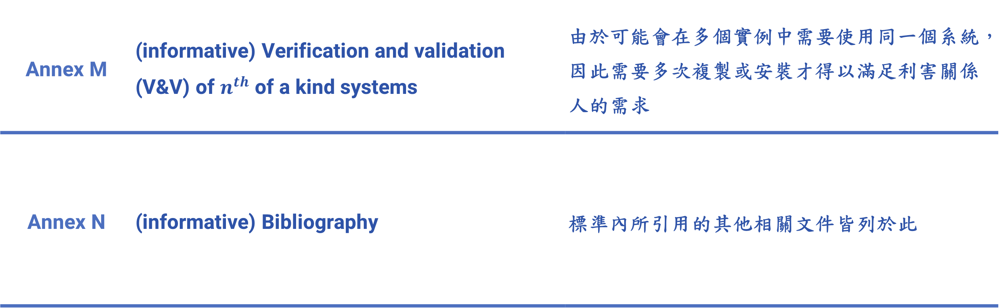 Annex M
(informative) Verification and validation
(V&V) of n^th of a kind systems
由於可能會在多個實例中需要使用同一個系統，
因此需要多次複製或安裝才得以滿足利害關係
人的需求
Annex N
(informative) Bibliography
標準內所引用的其他相關文件皆列於此